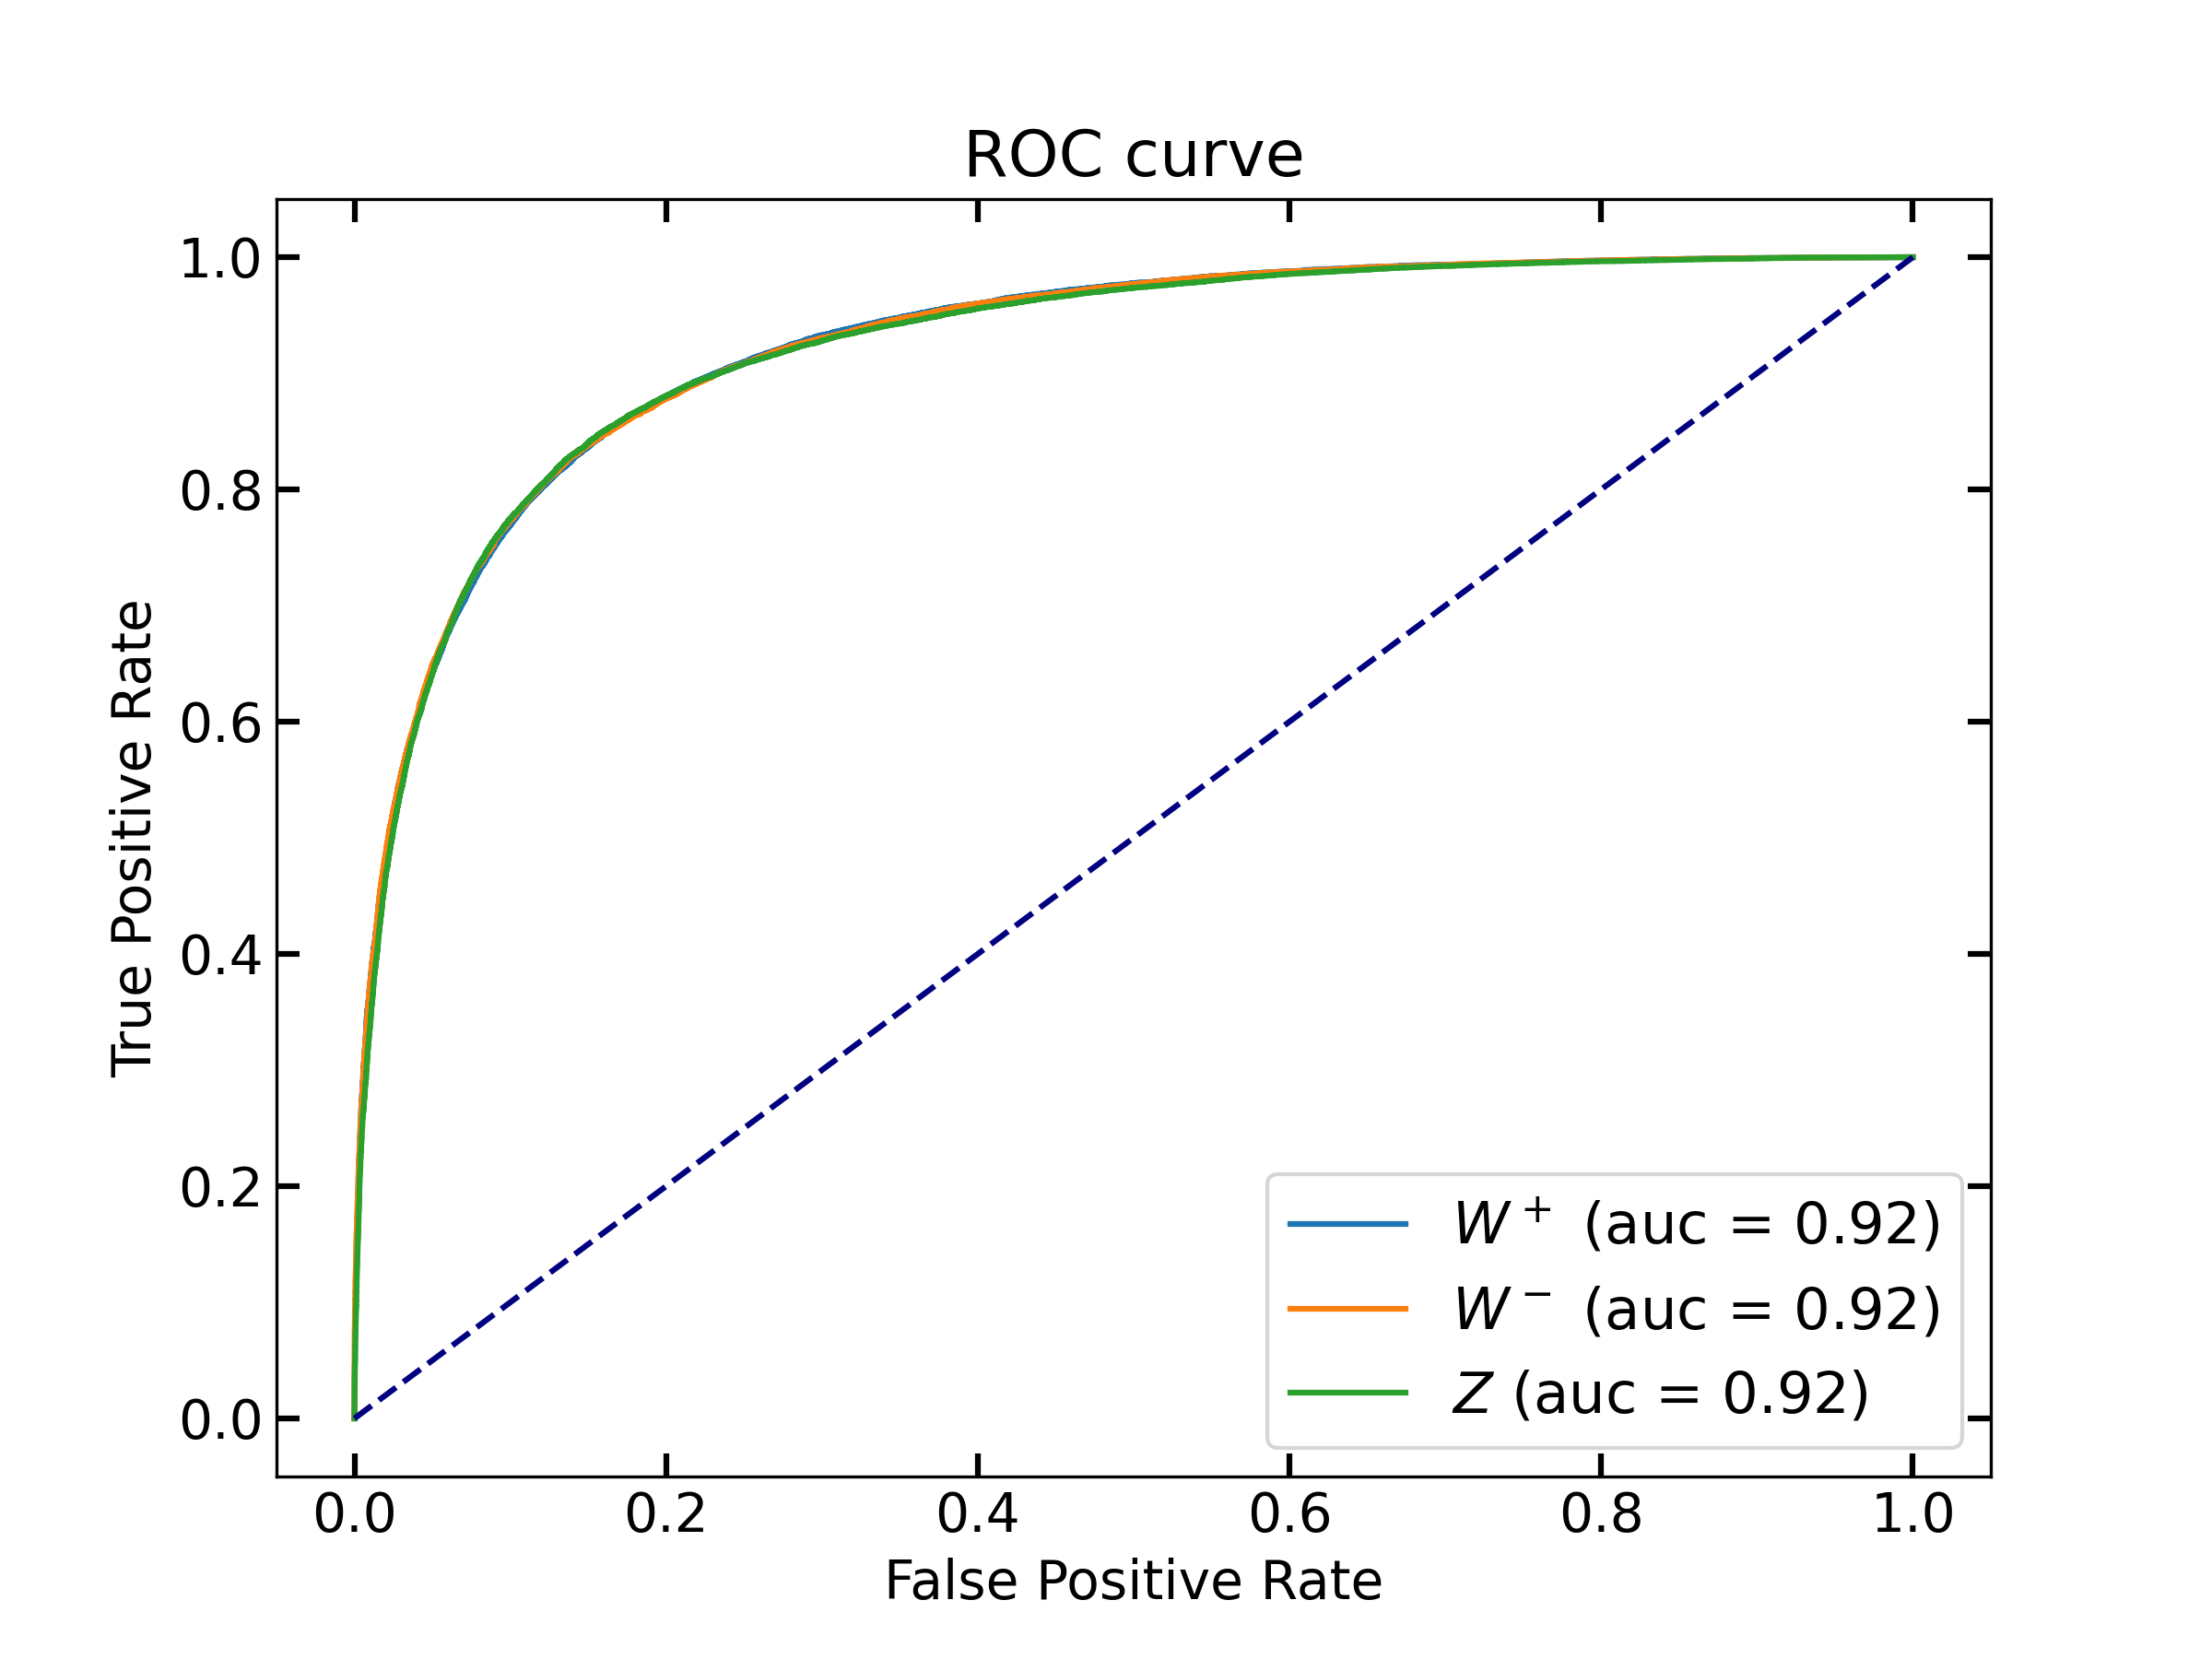 ROC curve
1.0
0.8
0.6
0.4
0.2
0.0
True Positive Rate
W⁺ (auc = 0.92)
W⁻ (auc = 0.92)
Z (auc = 0.92)
0.0 0.2 0.4 0.6 0.8 1.0
False Positive Rate